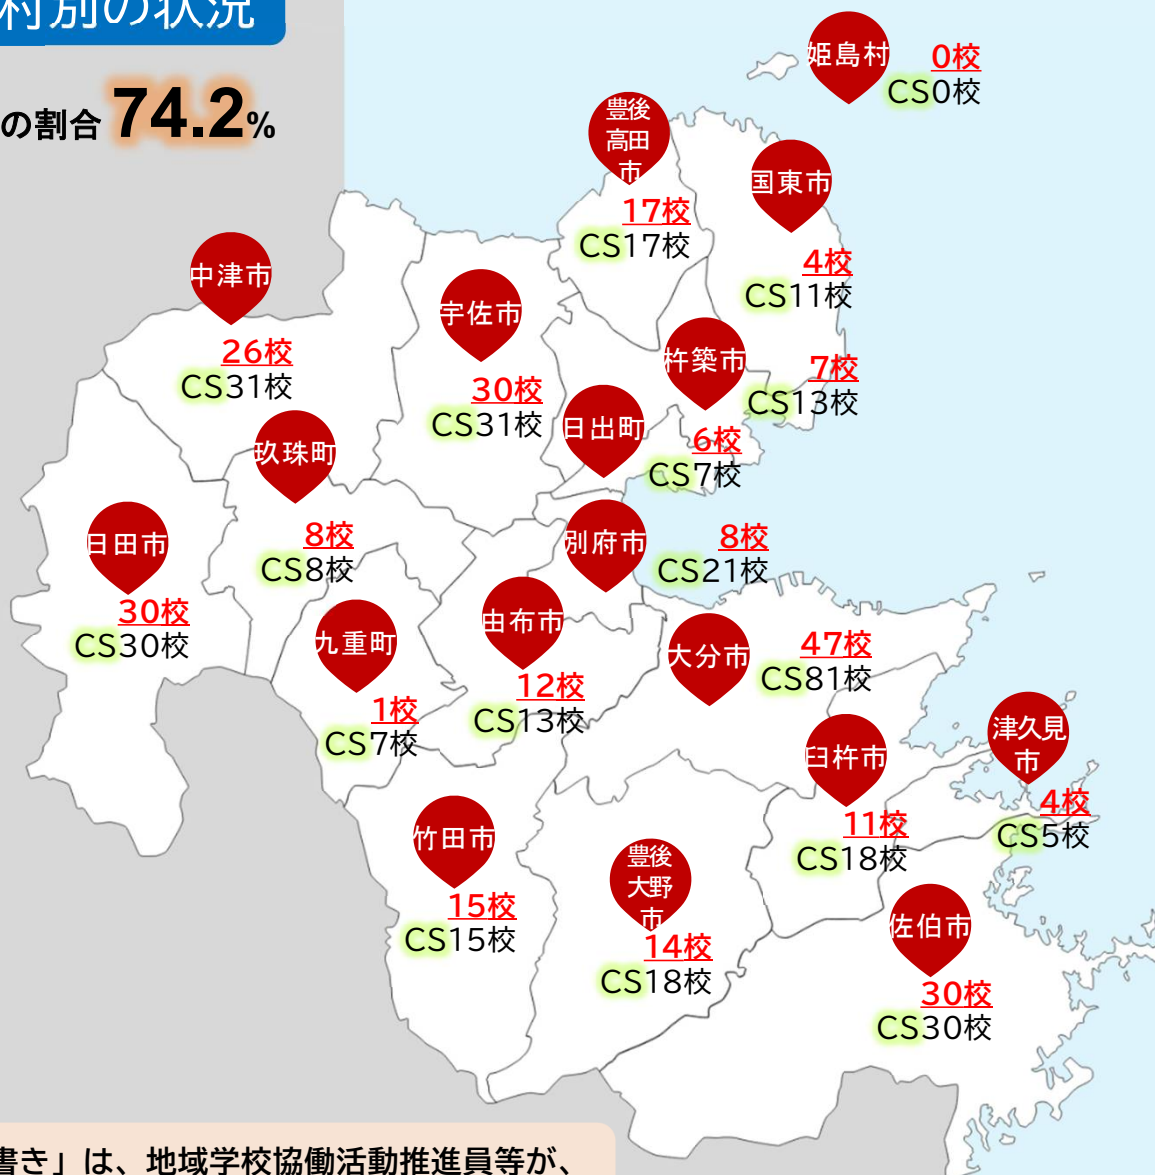 村別の状況
の割合 74.2%
姫島村
0校
CS0校
豊後
高田
市
17校
CS17校
国東市
4校
CS11校
中津市
26校
CS31校
宇佐市
30校
CS31校
杵築市
7校
CS13校
日出町
6校
CS7校
玖珠町
8校
CS8校
日田市
30校
CS30校
別府市
8校
CS21校
九重町
1校
CS7校
由布市
12校
CS13校
大分市
47校
CS81校
臼杵市
11校
CS18校
津久見
市
4校
CS5校
竹田市
15校
CS15校
豊後
大野
市
14校
CS18校
佐伯市
30校
CS30校
書き」は、地域学校協働活動推進員等が、